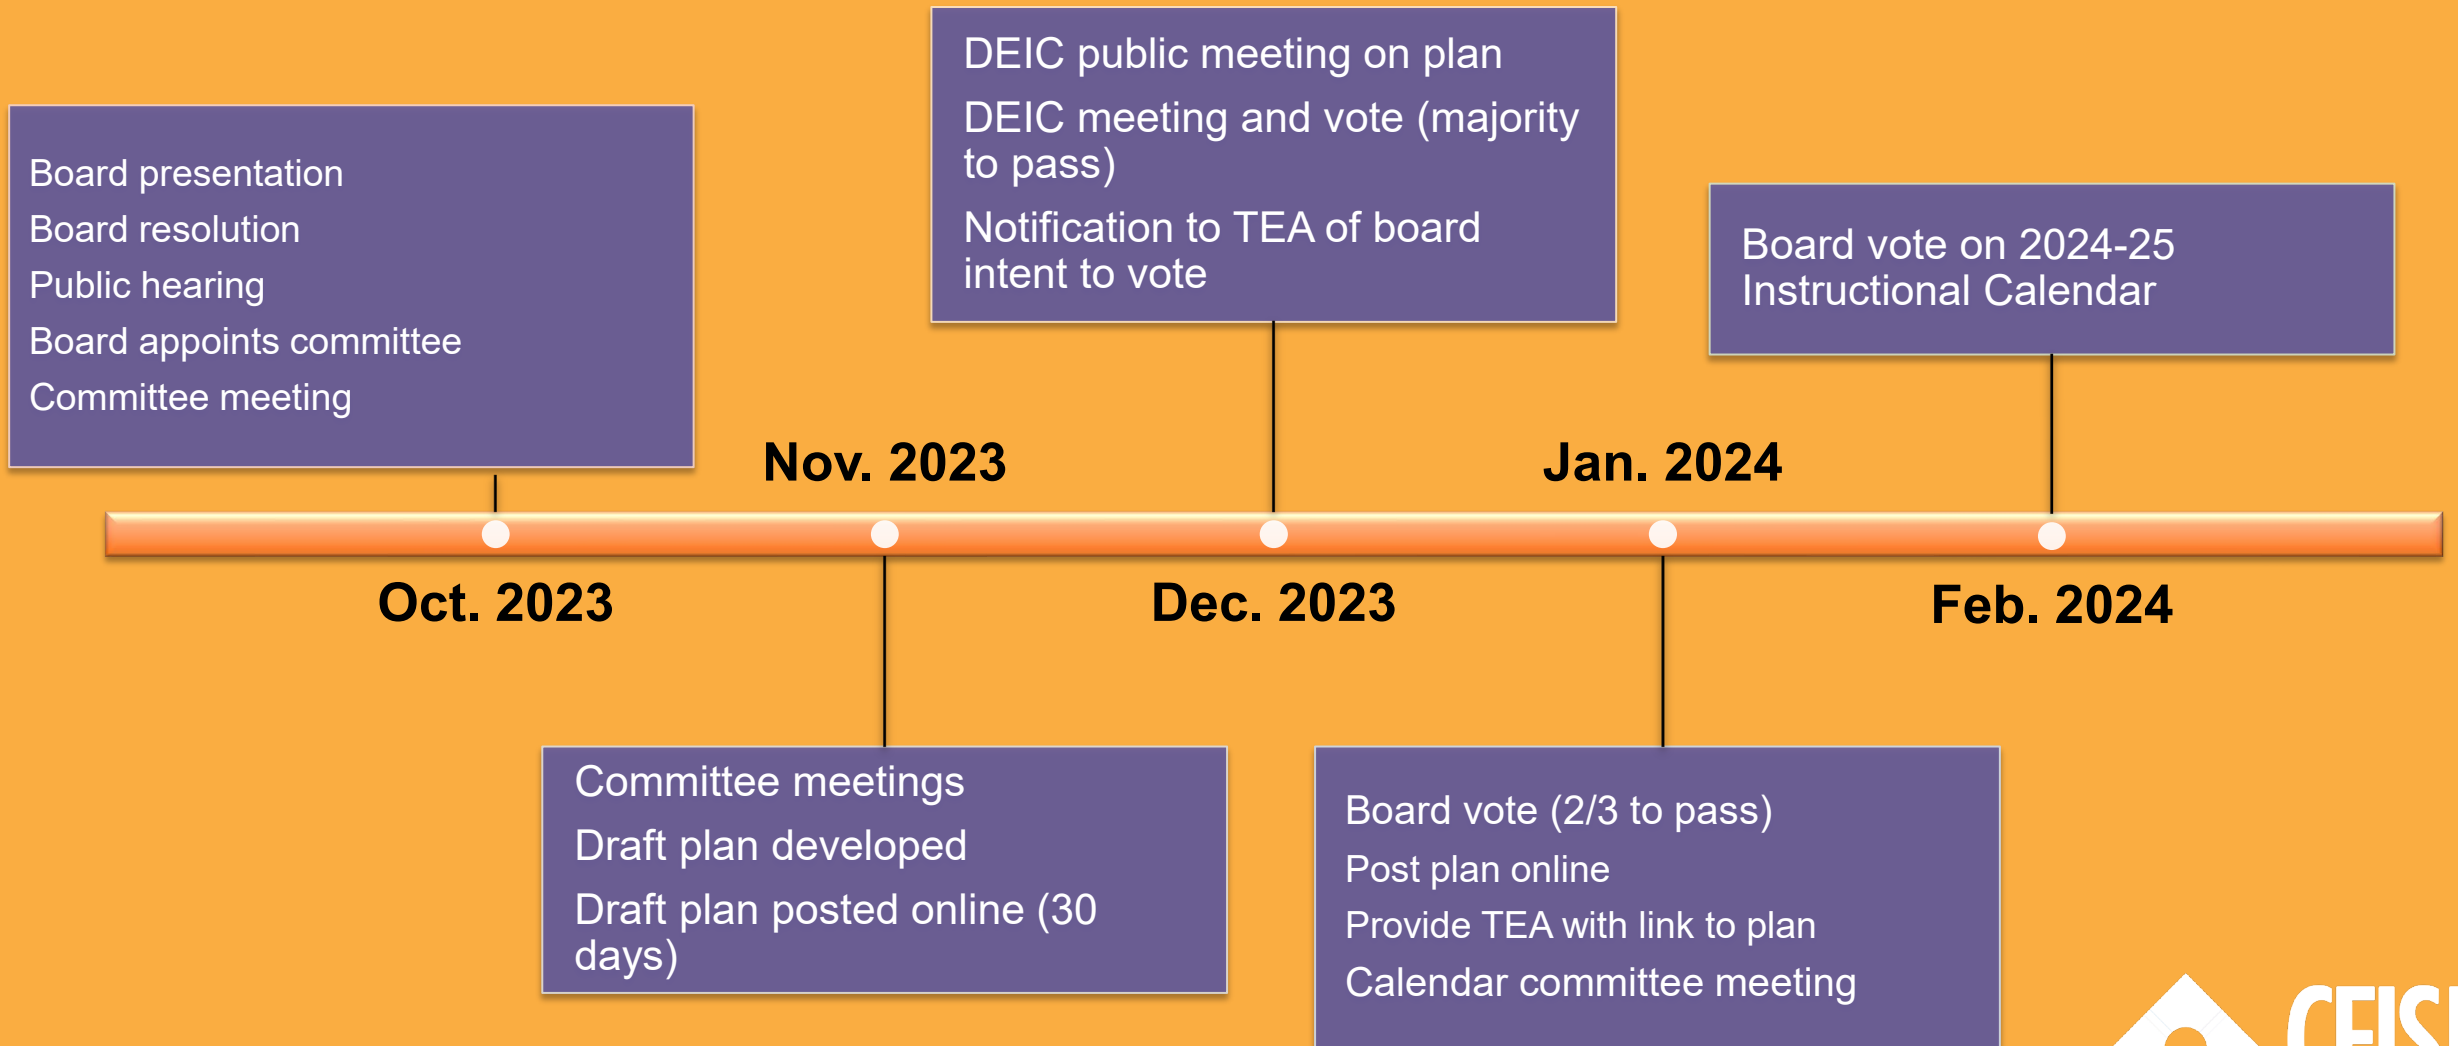 Board presentation
Board resolution
Public hearing
Board appoints committee
Committee meeting
Oct. 2023
Nov. 2023
Committee meetings
Draft plan developed
Draft plan posted online (30
days)
DEIC public meeting on plan
DEIC meeting and vote (majority
to pass)
Notification to TEA of board
intent to vote
Dec. 2023
Jan. 2024
Board vote (2/3 to pass)
Post plan online
Provide TEA with link to plan
Calendar committee meeting
Board vote on 2024-25
Instructional Calendar
Feb. 2024